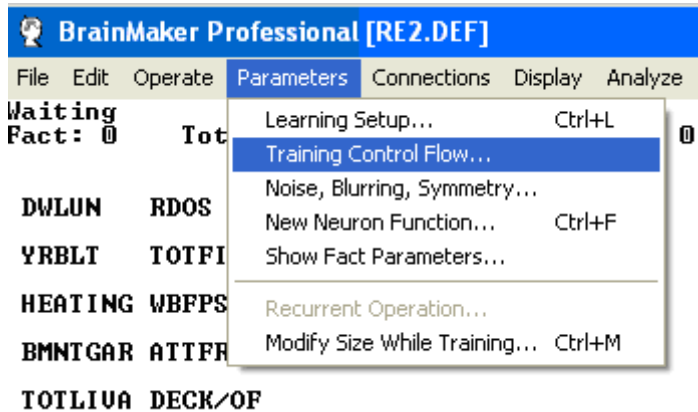 BrainMaker Professional [RE2.DEF]
File Edit Operate Parameters Connections Display Analyze
Waiting
Fact: 0 Tot 0
Learning Setup... Ctrl+L
Training Control Flow...
Noise, Blurring, Symmetry...
New Neuron Function... Ctrl+F
Show Fact Parameters...
Recurrent Operation...
Modify Size While Training... Ctrl+M
DWLUN RDOS
YRBLT TOTFI
HEATING WBFPS
BMNTGAR ATTFR
TOTLIVA DECK/OF